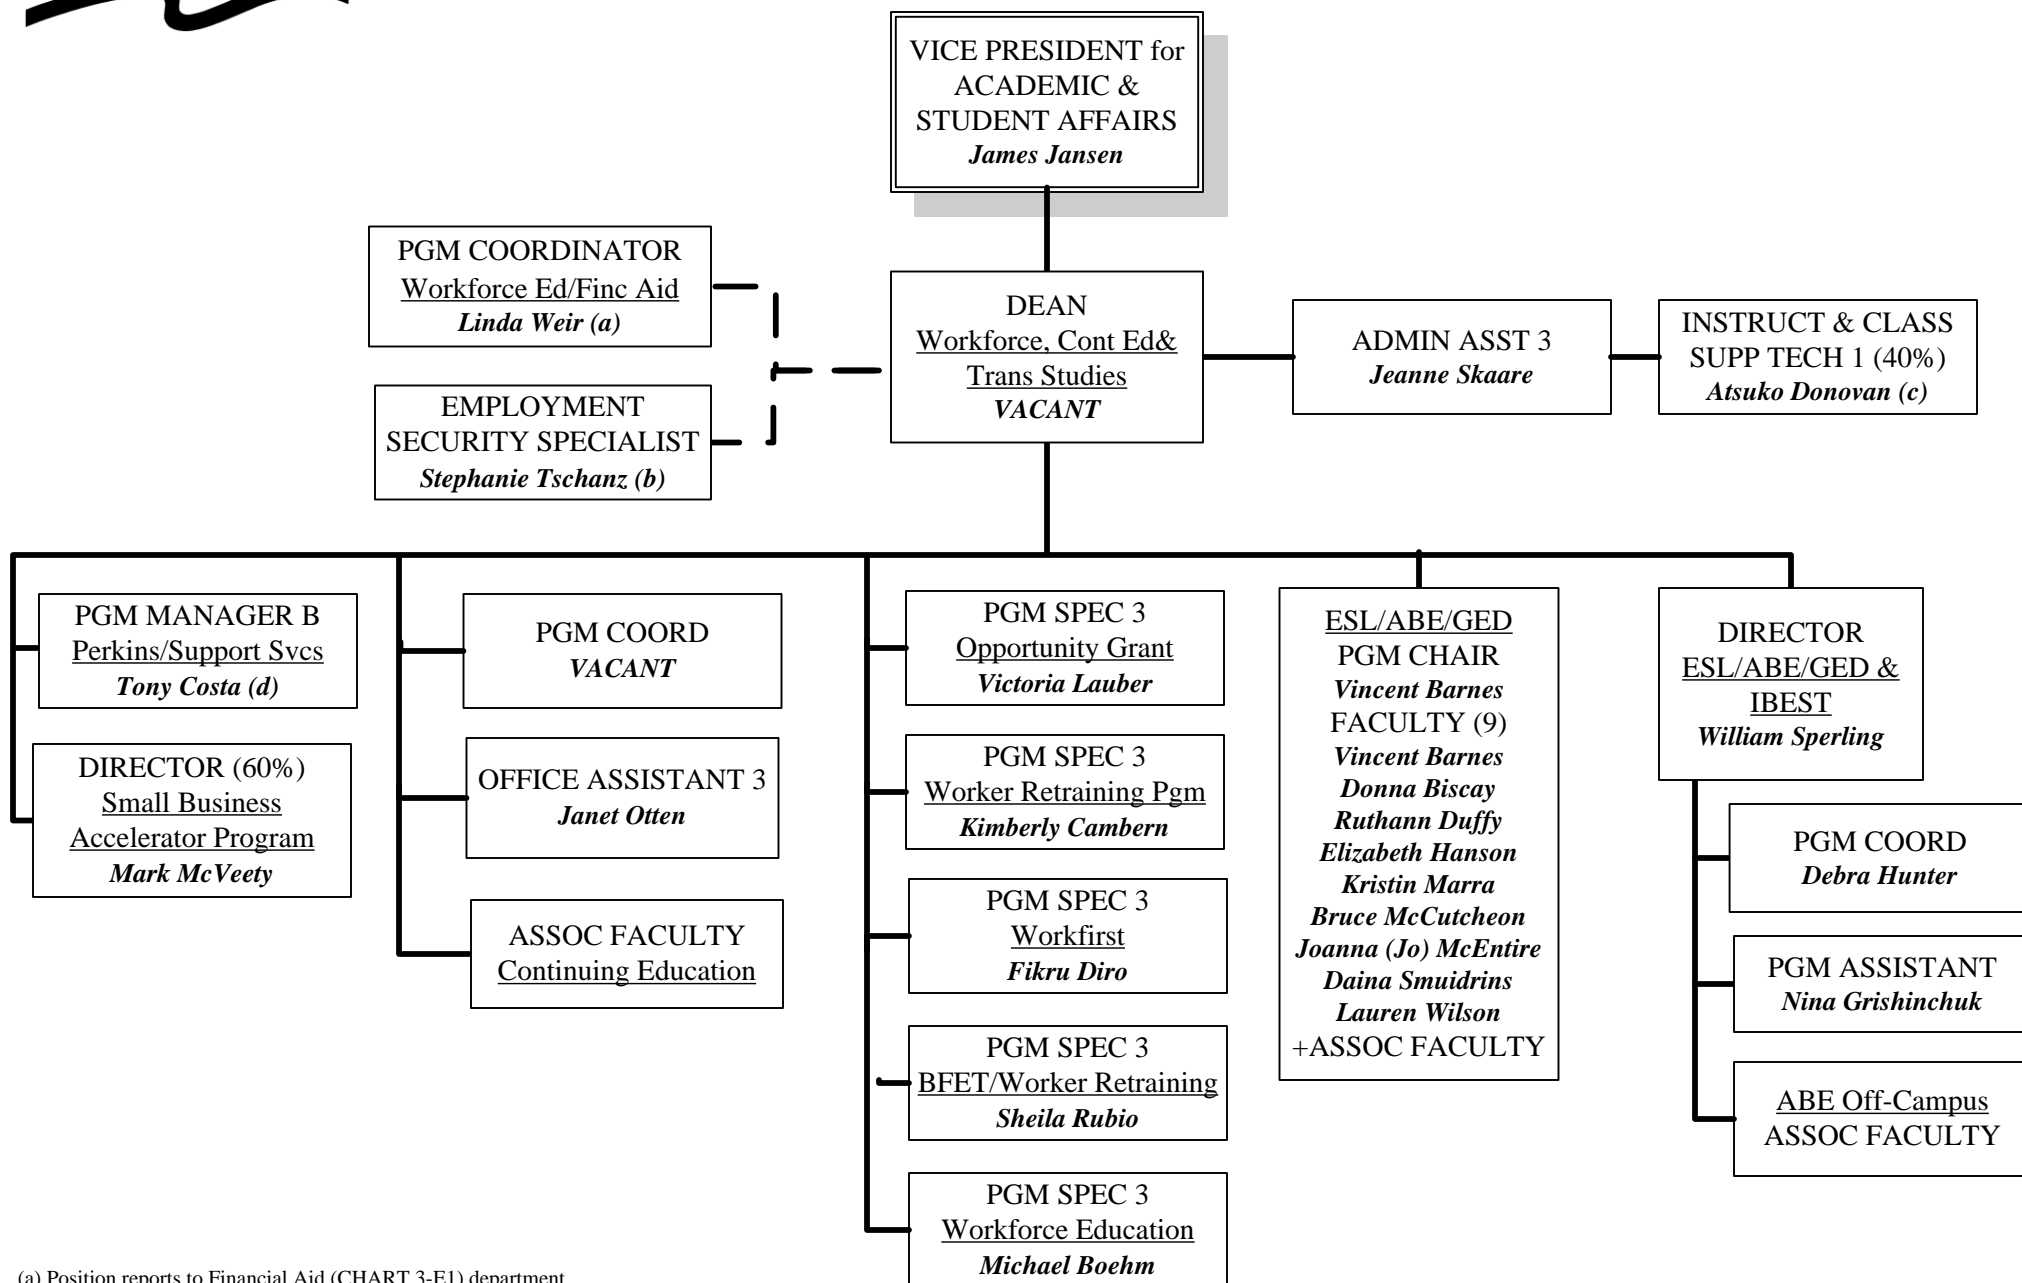 VICE PRESIDENT for
ACADEMIC &
STUDENT AFFAIRS
James Jansen
PGM COORDINATOR
Workforce Ed/Finc Aid
Linda Weir (a)
EMPLOYMENT
SECURITY SPECIALIST
Stephanie Tschanz (b)
DEAN
Workforce, Cont Ed&
Trans Studies
VACANT
ADMIN ASST 3
Jeanne Skaare
INSTRUCT & CLASS
SUPP TECH 1 (40%)
Atsuko Donovan (c)
PGM MANAGER B
Perkins/Support Svcs
Tony Costa (d)
DIRECTOR (60%)
Small Business
Accelerator Program
Mark McVeety
PGM COORD
VACANT
OFFICE ASSISTANT 3
Janet Otten
ASSOC FACULTY
Continuing Education
PGM SPEC 3
Opportunity Grant
Victoria Lauber
PGM SPEC 3
Worker Retraining Pgm
Kimberly Cambern
PGM SPEC 3
Workfirst
Fikru Diro
PGM SPEC 3
BFET/Worker Retraining
Sheila Rubio
PGM SPEC 3
Workforce Education
Michael Boehm
ESL/ABE/GED
PGM CHAIR
Vincent Barnes
FACULTY (9)
Vincent Barnes
Donna Biscay
Ruthann Duffy
Elizabeth Hanson
Kristin Marra
Bruce McCutcheon
Joanna (Jo) McEntire
Daina Smuidrins
Lauren Wilson
+ASSOC FACULTY
DIRECTOR
ESL/ABE/GED &
IBEST
William Sperling
PGM COORD
Debra Hunter
PGM ASSISTANT
Nina Grishinchuk
ABE Off-Campus
ASSOC FACULTY
(a) Position reports to Financial Aid (CHART 3-E1) department